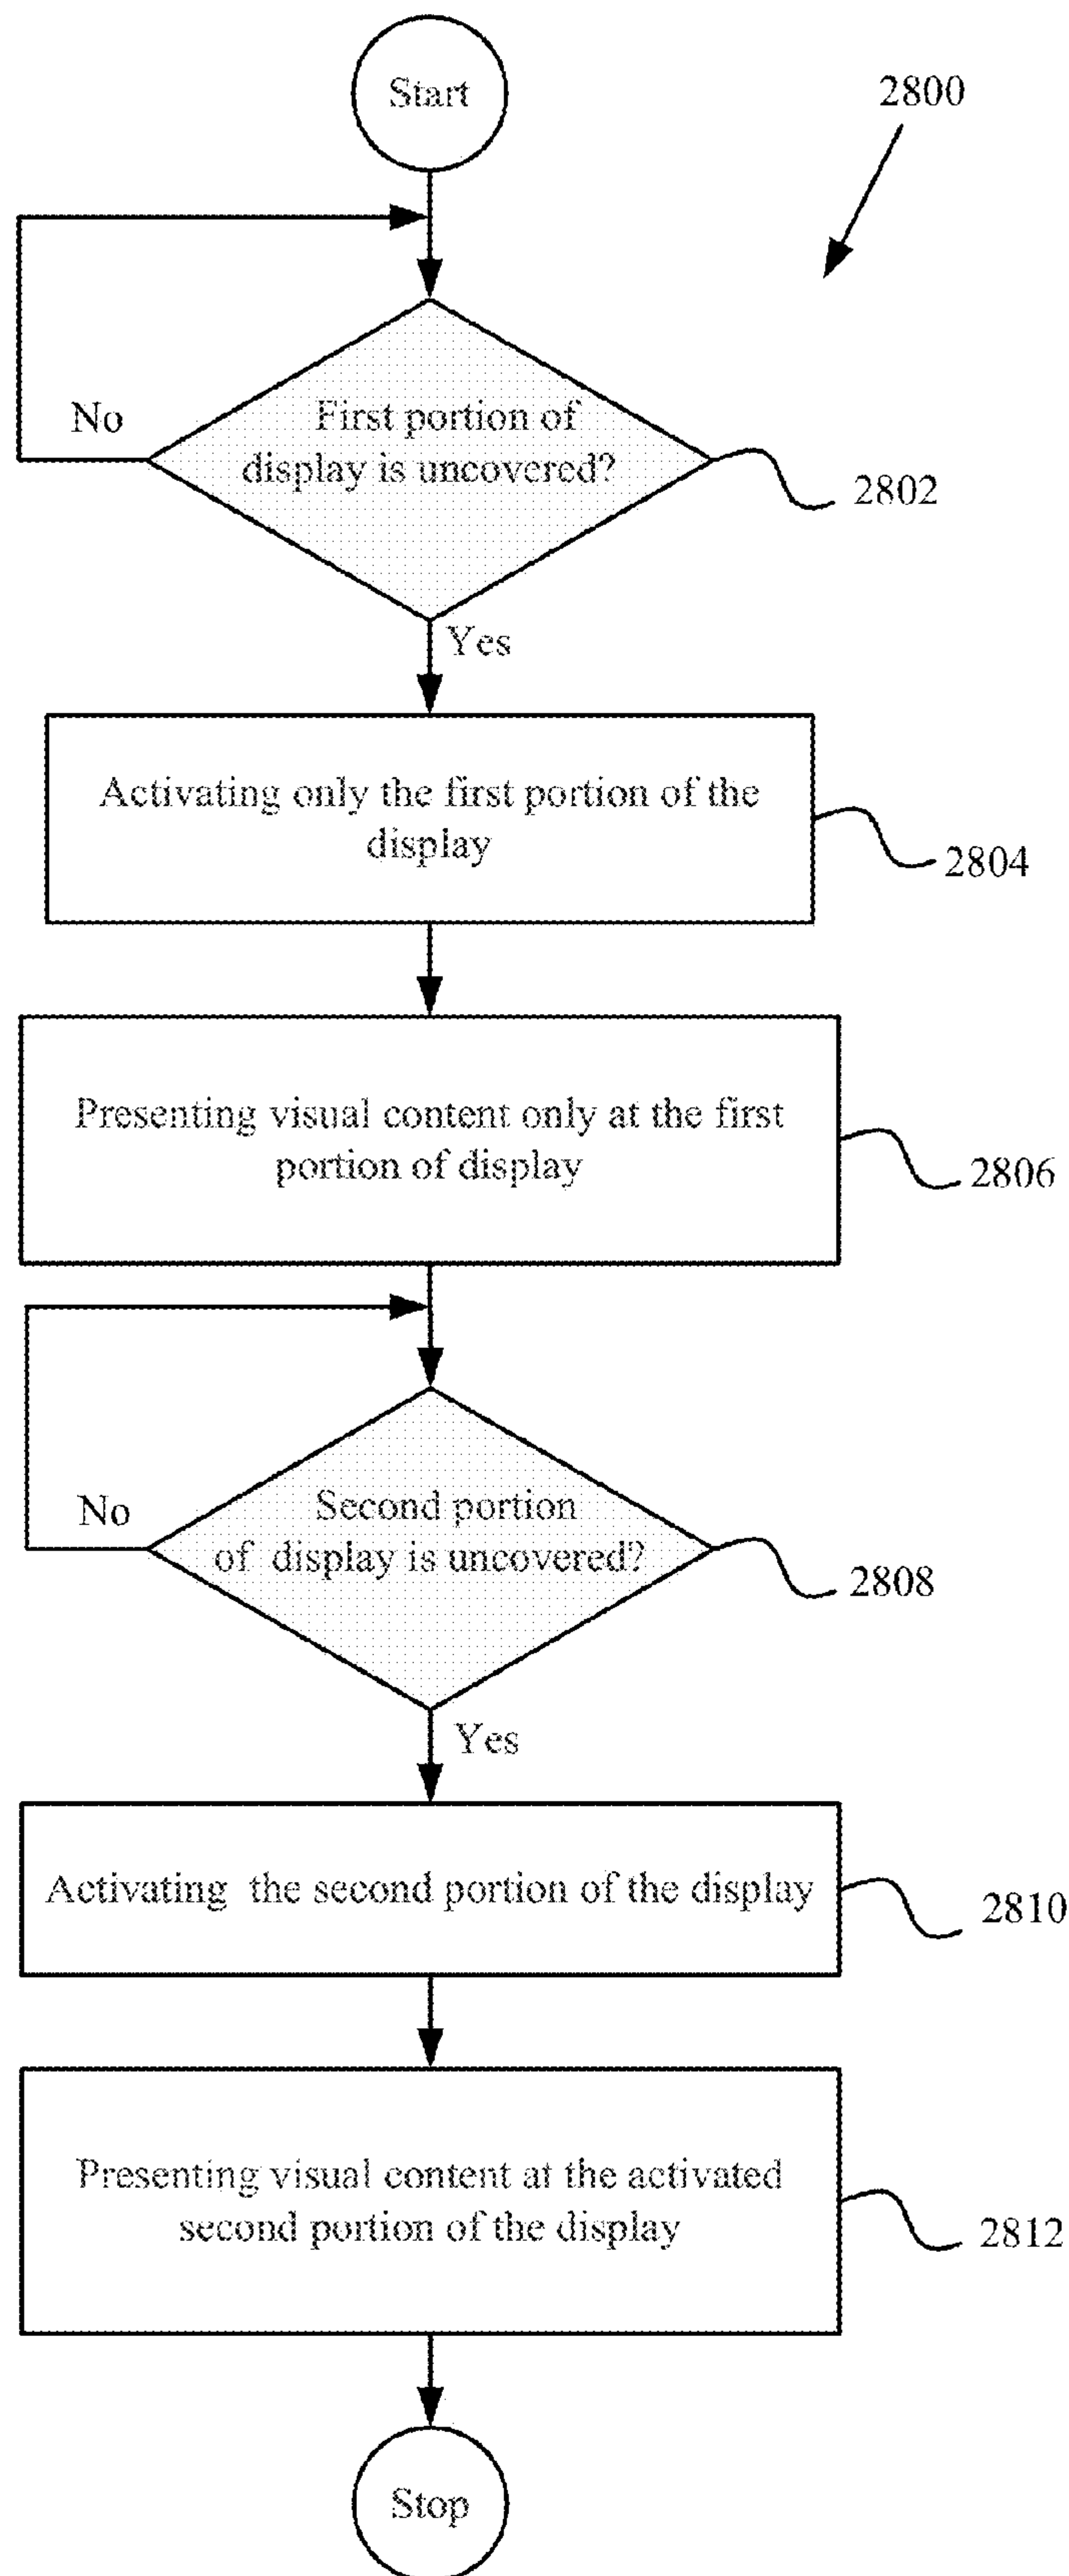 Start
2800
First portion of
display is uncovered?
No
2802
Yes
Activating only the first portion of the
display
2804
Presenting visual content only at the first
portion of display
2806
Second portion
of display is uncovered?
No
2808
Yes
Activating the second portion of the display
2810
Presenting visual content at the activated
second portion of the display
2812
Stop